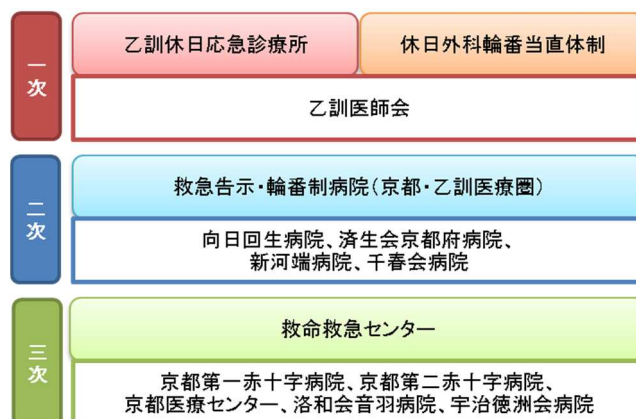 一次
乙訓休日応急診療所
休日外科輪番当直体制
乙訓医師会
二次
救急告示・輪番制病院(京都・乙訓医療圏)
向日回生病院、済生会京都府病院、
新河端病院、千春会病院
三次
救命救急センター
京都第一赤十字病院、京都第二赤十字病院、
京都医療センター、洛和会音羽病院、宇治徳洲会病院